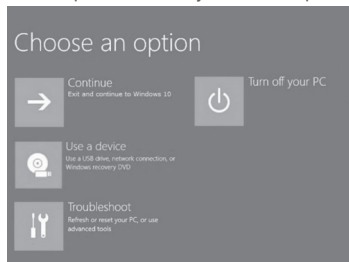 Choose an option
Continue
Exit and continue to Windows 10
Turn off your PC
Use a device
Use a USB drive, network connection, or
Windows recovery DVD
Troubleshoot
Refresh or reset your PC, or use
advanced tools